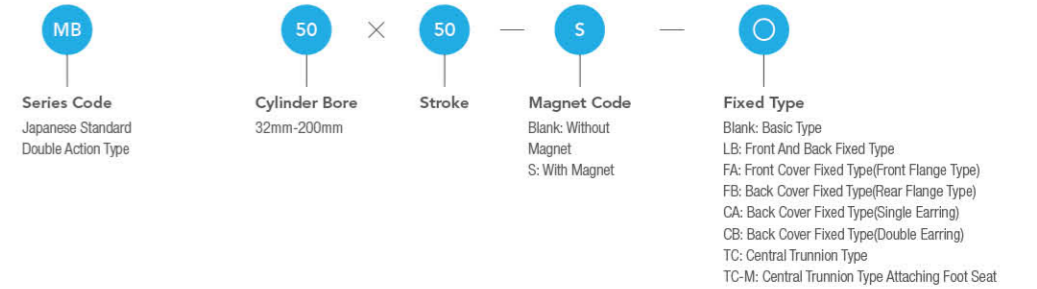 MB 50 × 50 — S — O
Series Code
Japanese Standard
Double Action Type
Cylinder Bore
32mm-200mm
Stroke
Magnet Code
Blank: Without
Magnet
S: With Magnet
Fixed Type
Blank: Basic Type
LB: Front And Back Fixed Type
FA: Front Cover Fixed Type(Front Flange Type)
FB: Back Cover Fixed Type(Rear Flange Type)
CA: Back Cover Fixed Type(Single Earring)
CB: Back Cover Fixed Type(Double Earring)
TC: Central Trunnion Type
TC-M: Central Trunnion Type Attaching Foot Seat